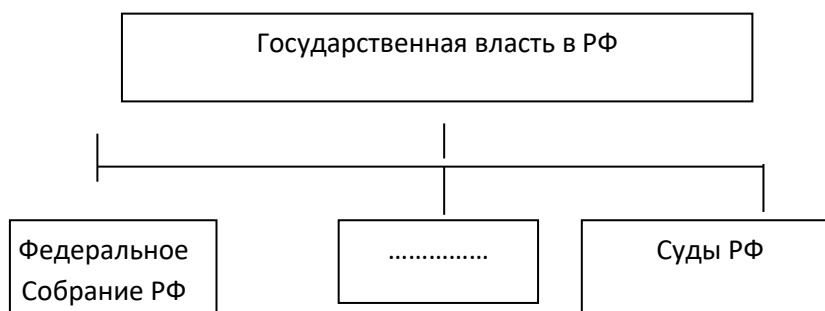 Государственная власть в РФ
Федеральное
Собрание РФ
……………
Суды РФ